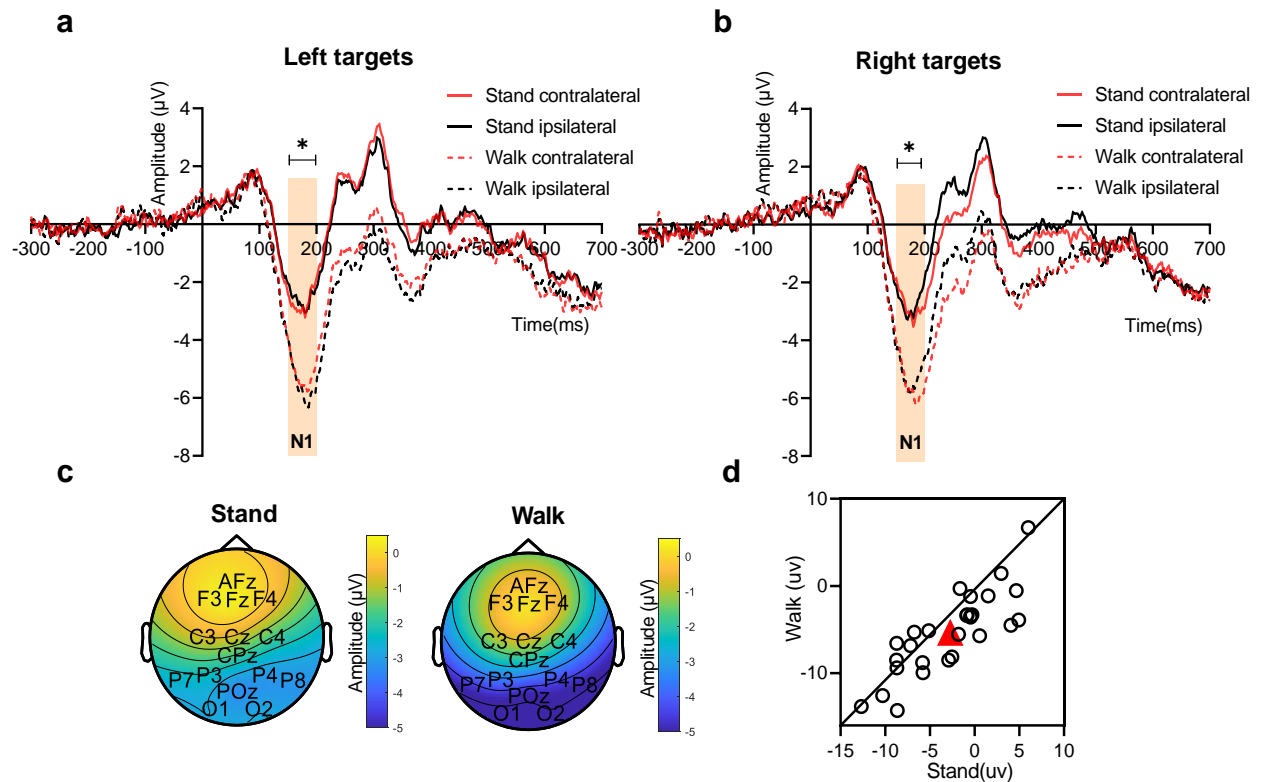 a
Left targets
Amplitude (µV)
4
2
0
-2
-4
-6
-8
-300 -200 -100 100 200 300 400 500 600 700
Time(ms)
*
N1
Stand contralateral
Stand ipsilateral
Walk contralateral
Walk ipsilateral
b
Right targets
Amplitude (µV)
4
2
0
-2
-4
-6
-8
-300 -200 -100 100 200 300 400 500 600 700
Time(ms)
*
N1
Stand contralateral
Stand ipsilateral
Walk contralateral
Walk ipsilateral
c
Stand
AFz
F3 Fz F4
C3 Cz C4
CPz
P7 P3 P4 P8
POz
O1 O2
Amplitude (µV)
0
-1
-2
-3
-4
-5
Walk
AFz
F3 Fz F4
C3 Cz C4
CPz
P7 P3 P4 P8
POz
O1 O2
Amplitude (µV)
0
-1
-2
-3
-4
-5
d
Walk (uv)
10
0
-10
-15 -10 -5 0 5 10
Stand(uv)